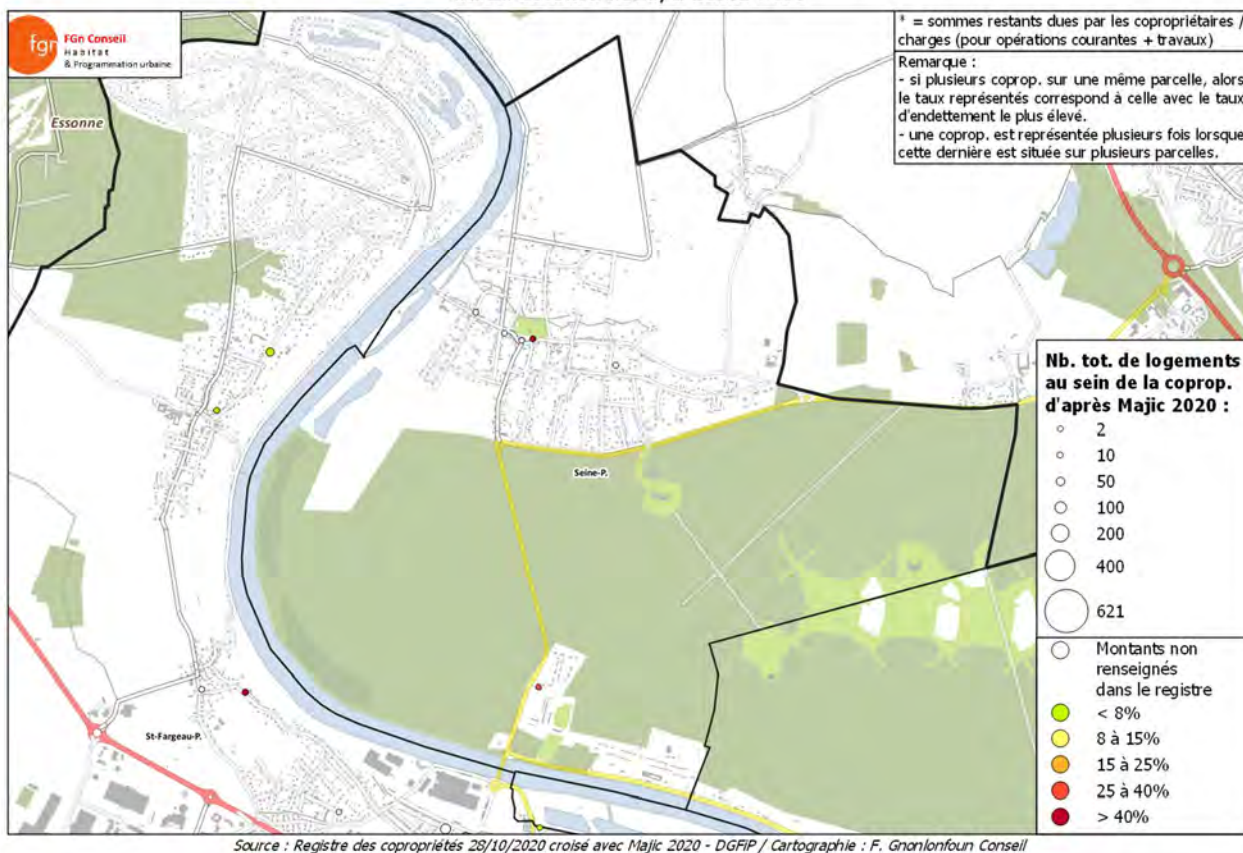 fgn
FGn Conseil
Habitat
& Programmation urbaine
* = sommes restants dues par les copropriétaires /
charges (pour opérations courantes + travaux)
Remarque :
- si plusieurs coprop. sur une même parcelle, alors
le taux représentés correspond à celle avec le taux
d'endettement le plus élevé.
- une coprop. est représentée plusieurs fois lorsque
cette dernière est située sur plusieurs parcelles.
Essonne
Seine-P.
St-Fargeau-P.
Nb. tot. de logements
au sein de la coprop.
d'après Majic 2020 :
2
10
50
100
200
400
621
Montants non
renseignés
dans le registre
< 8%
8 à 15%
15 à 25%
25 à 40%
> 40%
Source : Registre des copropriétés 28/10/2020 croisé avec Majic 2020 - DGFiP / Cartographie : F. Gnonlonfoun Conseil